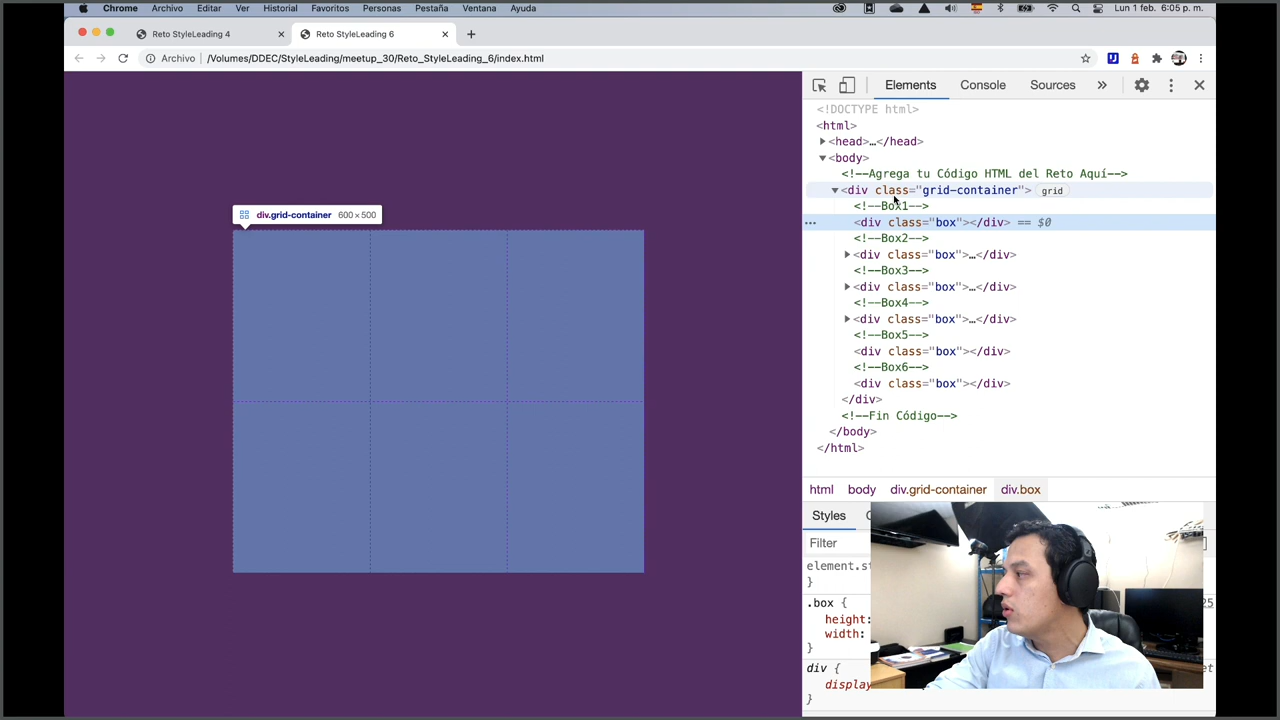 Chrome Archivo Editar Ver Historial Favoritos Personas Pestaña Ventana Ayuda Lun 1 feb. 6:05 p. m.
Reto StyleLeading 4 Reto StyleLeading 6
Archivo /Volumes/DDEC/StyleLeading/meetup_30/Reto_StyleLeading_6/index.html
Elements Console Sources »
<!DOCTYPE html>
<html>
<head>…</head>
<body>
<!--Agrega tu Código HTML del Reto Aquí-->
<div class="grid-container"> grid
<!--Box1-->
<div class="box"></div> == $0
<!--Box2-->
<div class="box">…</div>
<!--Box3-->
<div class="box">…</div>
<!--Box4-->
<div class="box">…</div>
<!--Box5-->
<div class="box"></div>
<!--Box6-->
<div class="box"></div>
</div>
<!--Fin Código-->
</body>
</html>
div.grid-container 600×500
html body div.grid-container div.box
Styles
Filter
element.st
}
.box { 25
height:
width:
}
div { et
display
}